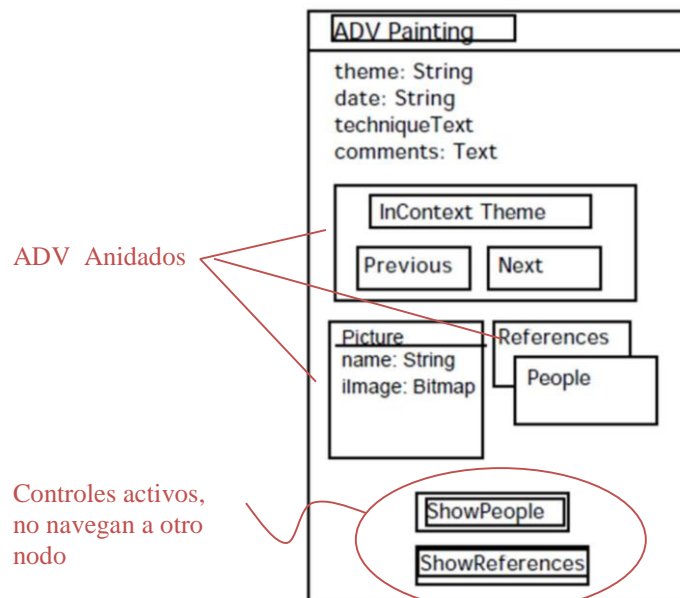 ADV Painting
theme: String
date: String
techniqueText
comments: Text
InContext Theme
Previous
Next
ADV Anidados
Picture
name: String
iImage: Bitmap
References
People
Controles activos,
no navegan a otro
nodo
ShowPeople
ShowReferences